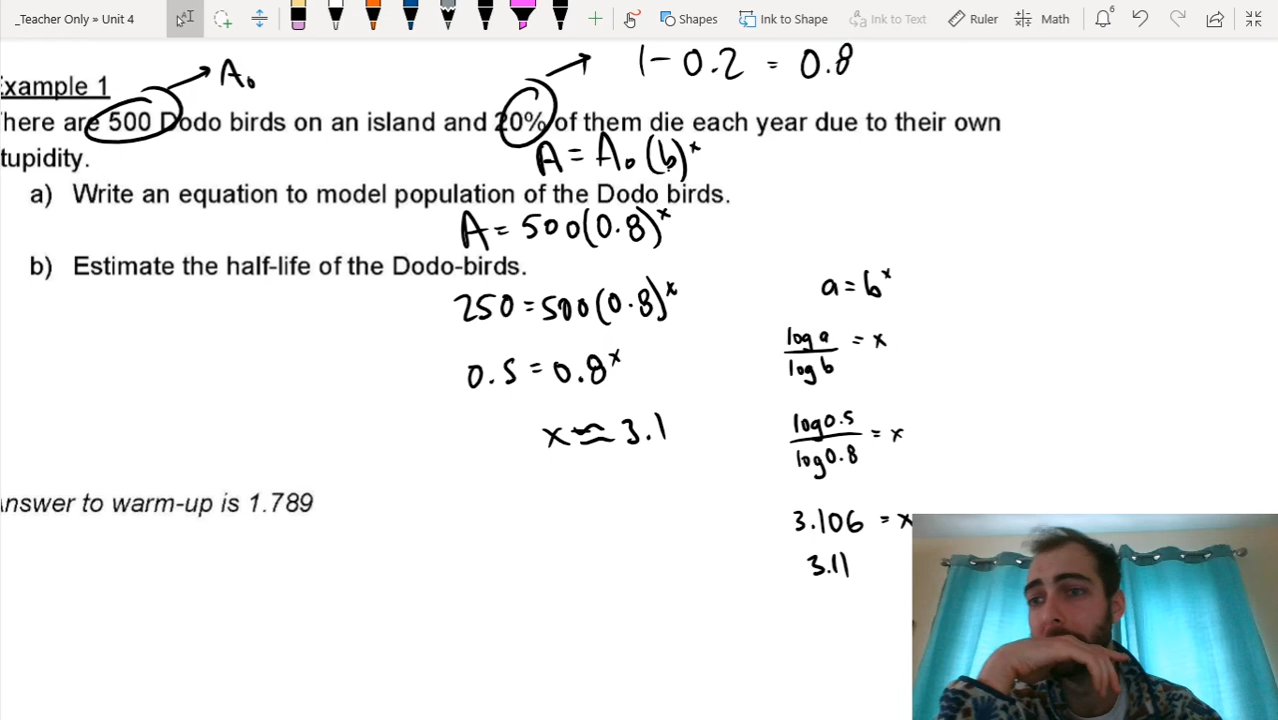 _Teacher Only » Unit 4
Shapes
Ink to Shape
Ink to Text
Ruler
Math
6
1 - 0.2 = 0.8
xample 1
A₀
here are 500 Dodo birds on an island and 20% of them die each year due to their own
tupidity.
A = A₀(b)ˣ
a) Write an equation to model population of the Dodo birds.
A = 500(0.8)ˣ
b) Estimate the half-life of the Dodo-birds.
250 = 500(0.8)ˣ
0.5 = 0.8ˣ
x ≈ 3.1
a = bˣ
log a / log b = x
log0.5 / log0.8 = x
3.106 = x
3.11
nswer to warm-up is 1.789